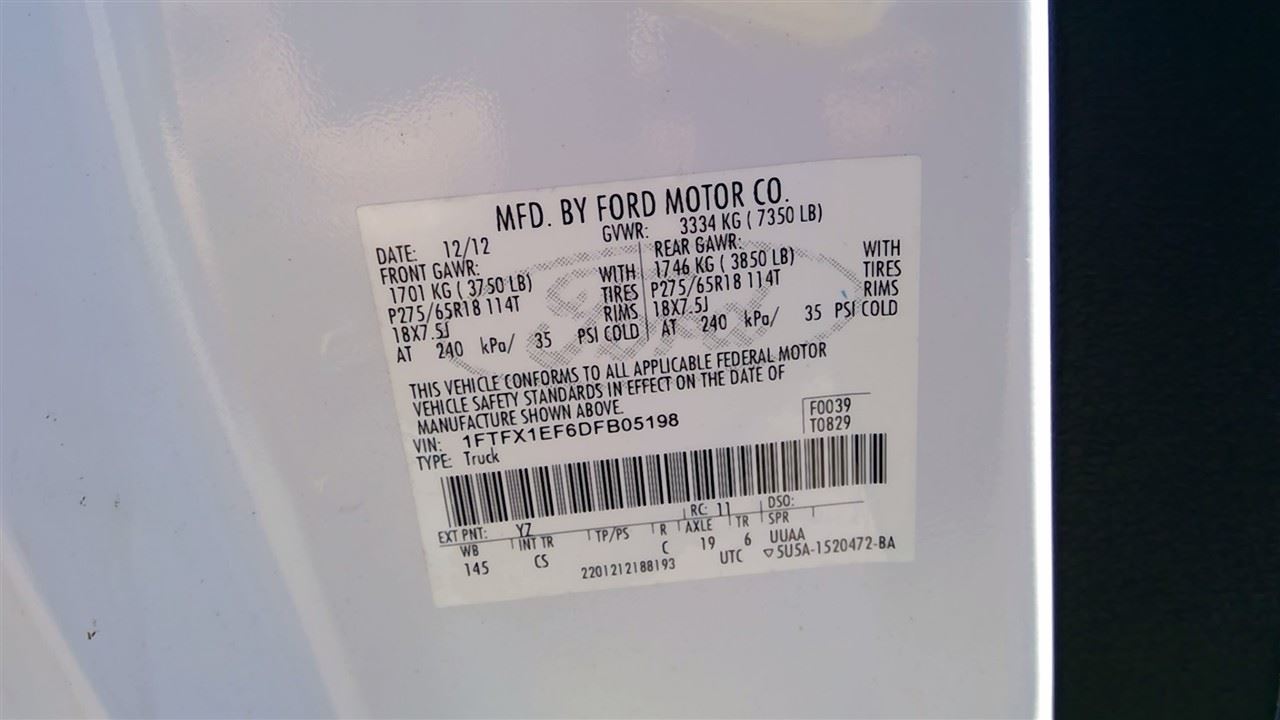 MFD. BY FORD MOTOR CO.
DATE: 12/12 GVWR: 3334 KG ( 7350 LB)
FRONT GAWR: REAR GAWR:
1701 KG ( 3750 LB) WITH 1746 KG ( 3850 LB) WITH
P275/65R18 114T TIRES P275/65R18 114T TIRES
18X7.5J RIMS 18X7.5J RIMS
AT 240 kPa/ 35 PSI COLD AT 240 kPa/ 35 PSI COLD
Ford
THIS VEHICLE CONFORMS TO ALL APPLICABLE FEDERAL MOTOR
VEHICLE SAFETY STANDARDS IN EFFECT ON THE DATE OF
MANUFACTURE SHOWN ABOVE.
VIN: 1FTFX1EF6DFB05198 F0039
TYPE: Truck T0829
EXT PNT: YZ RC: 11 DSO:
WB INT TR TP/PS R AXLE TR SPR
145 CS C 19 6 UUAA
2201212188193 UTC ▽5U5A-1520472-BA